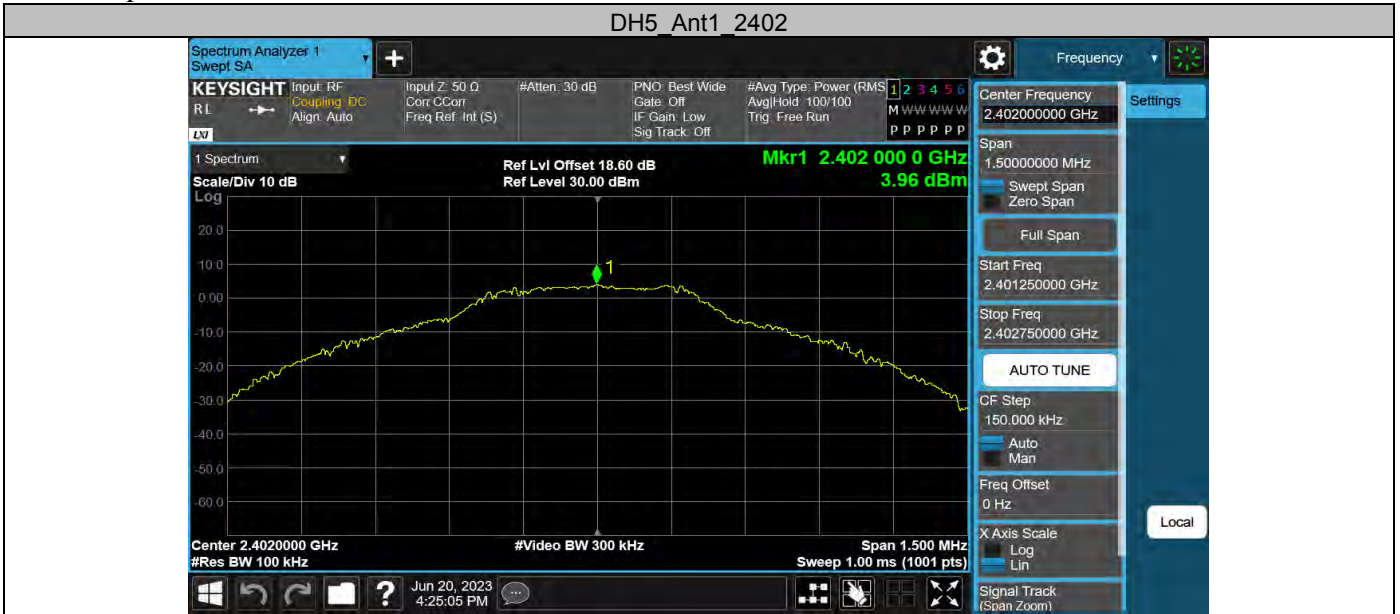 DH5_Ant1_2402
Spectrum Analyzer 1
Swept SA
+
Frequency
KEYSIGHT
RL
LXI
Input: RF
Coupling: DC
Align: Auto
Input Z: 50 Ω
Corr CCorr
Freq Ref: Int (S)
#Atten: 30 dB
PNO: Best Wide
Gate: Off
IF Gain: Low
Sig Track: Off
#Avg Type: Power (RMS
Avg|Hold: 100/100
Trig: Free Run
1 2 3 4 5 6
M W W W W W
P P P P P P
1 Spectrum
Scale/Div 10 dB
Log
Ref Lvl Offset 18.60 dB
Ref Level 30.00 dBm
Mkr1 2.402 000 0 GHz
3.96 dBm
20.0
10.0
0.00
-10.0
-20.0
-30.0
-40.0
-50.0
-60.0
1
Center 2.4020000 GHz
#Res BW 100 kHz
#Video BW 300 kHz
Span 1.500 MHz
Sweep 1.00 ms (1001 pts)
Center Frequency
2.402000000 GHz
Settings
Span
1.50000000 MHz
Swept Span
Zero Span
Full Span
Start Freq
2.401250000 GHz
Stop Freq
2.402750000 GHz
AUTO TUNE
CF Step
150.000 kHz
Auto
Man
Freq Offset
0 Hz
X Axis Scale
Log
Lin
Local
Signal Track
(Span Zoom)
?
Jun 20, 2023
4:25:05 PM